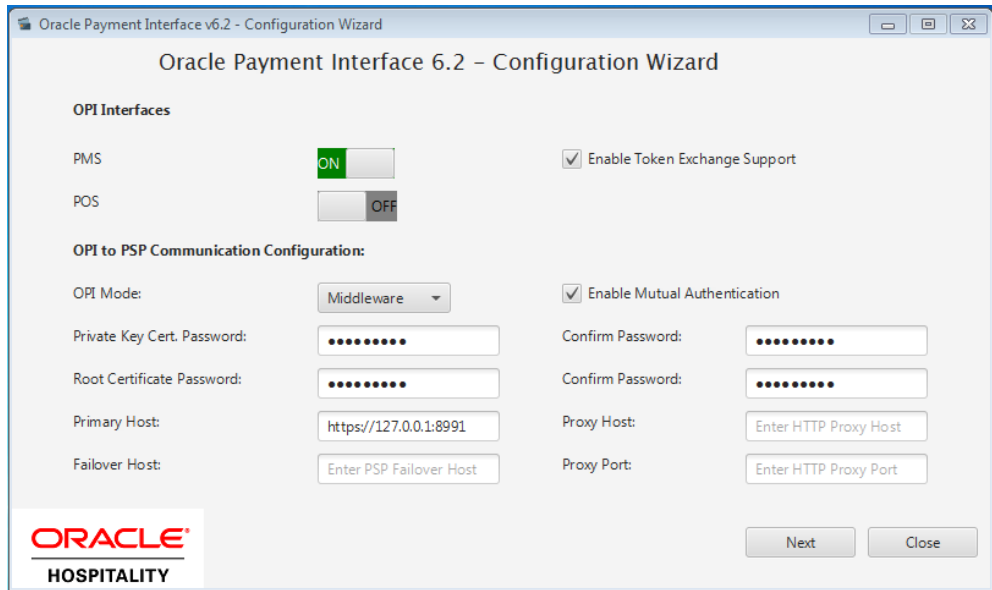 Oracle Payment Interface v6.2 - Configuration Wizard
Oracle Payment Interface 6.2 – Configuration Wizard
OPI Interfaces
PMS ON Enable Token Exchange Support
POS OFF
OPI to PSP Communication Configuration:
OPI Mode: Middleware Enable Mutual Authentication
Private Key Cert. Password: ●●●●●●●●● Confirm Password: ●●●●●●●●●
Root Certificate Password: ●●●●●●●●● Confirm Password: ●●●●●●●●●
Primary Host: https://127.0.0.1:8991 Proxy Host: Enter HTTP Proxy Host
Failover Host: Enter PSP Failover Host Proxy Port: Enter HTTP Proxy Port
ORACLE®
HOSPITALITY
Next Close